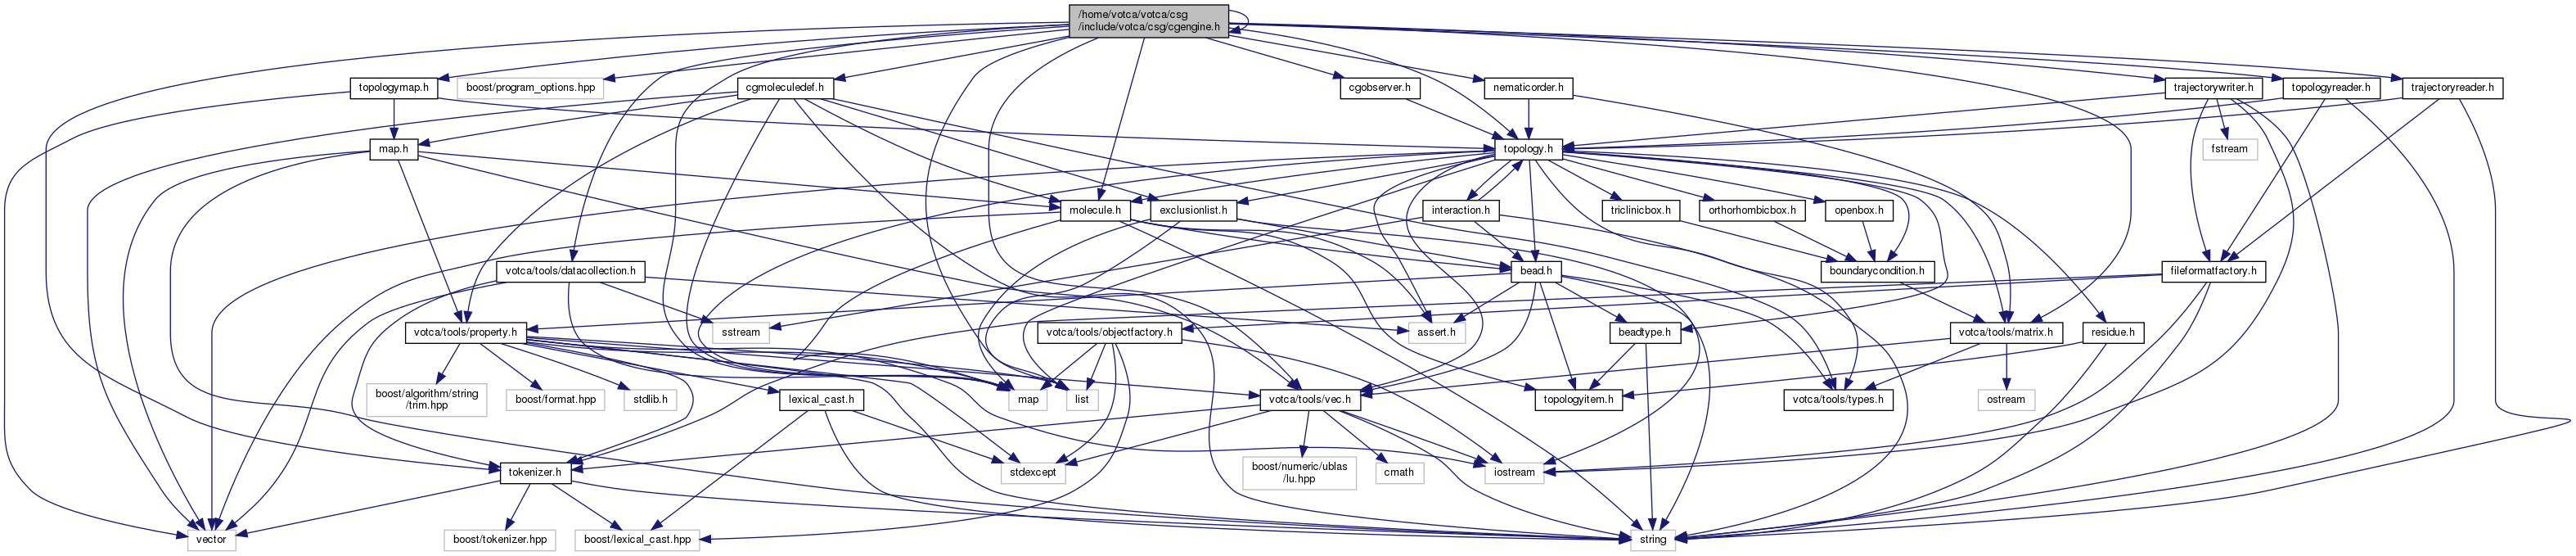 /home/votca/votca/csg
/include/votca/csg/cgengine.h
topologymap.h
boost/program_options.hpp
cgmoleculedef.h
cgobserver.h
nematicorder.h
trajectorywriter.h
topologyreader.h
trajectoryreader.h
map.h
topology.h
fstream
molecule.h
exclusionlist.h
interaction.h
triclinicbox.h
orthorhombicbox.h
openbox.h
votca/tools/datacollection.h
bead.h
boundarycondition.h
fileformatfactory.h
votca/tools/property.h
sstream
votca/tools/objectfactory.h
assert.h
beadtype.h
votca/tools/matrix.h
residue.h
boost/algorithm/string
/trim.hpp
boost/format.hpp
stdlib.h
lexical_cast.h
map
list
votca/tools/vec.h
topologyitem.h
votca/tools/types.h
ostream
tokenizer.h
stdexcept
boost/numeric/ublas
/lu.hpp
cmath
iostream
vector
boost/tokenizer.hpp
boost/lexical_cast.hpp
string